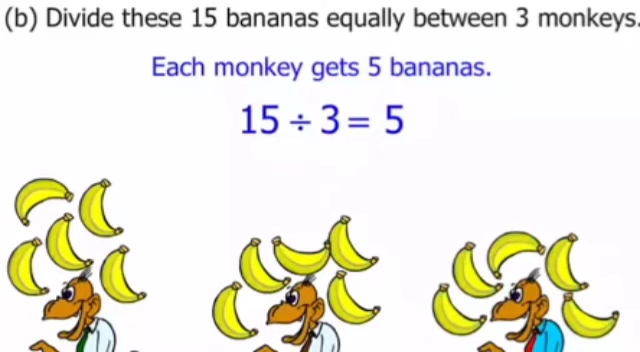 (b) Divide these 15 bananas equally between 3 monkeys.
Each monkey gets 5 bananas.
15 ÷ 3 = 5